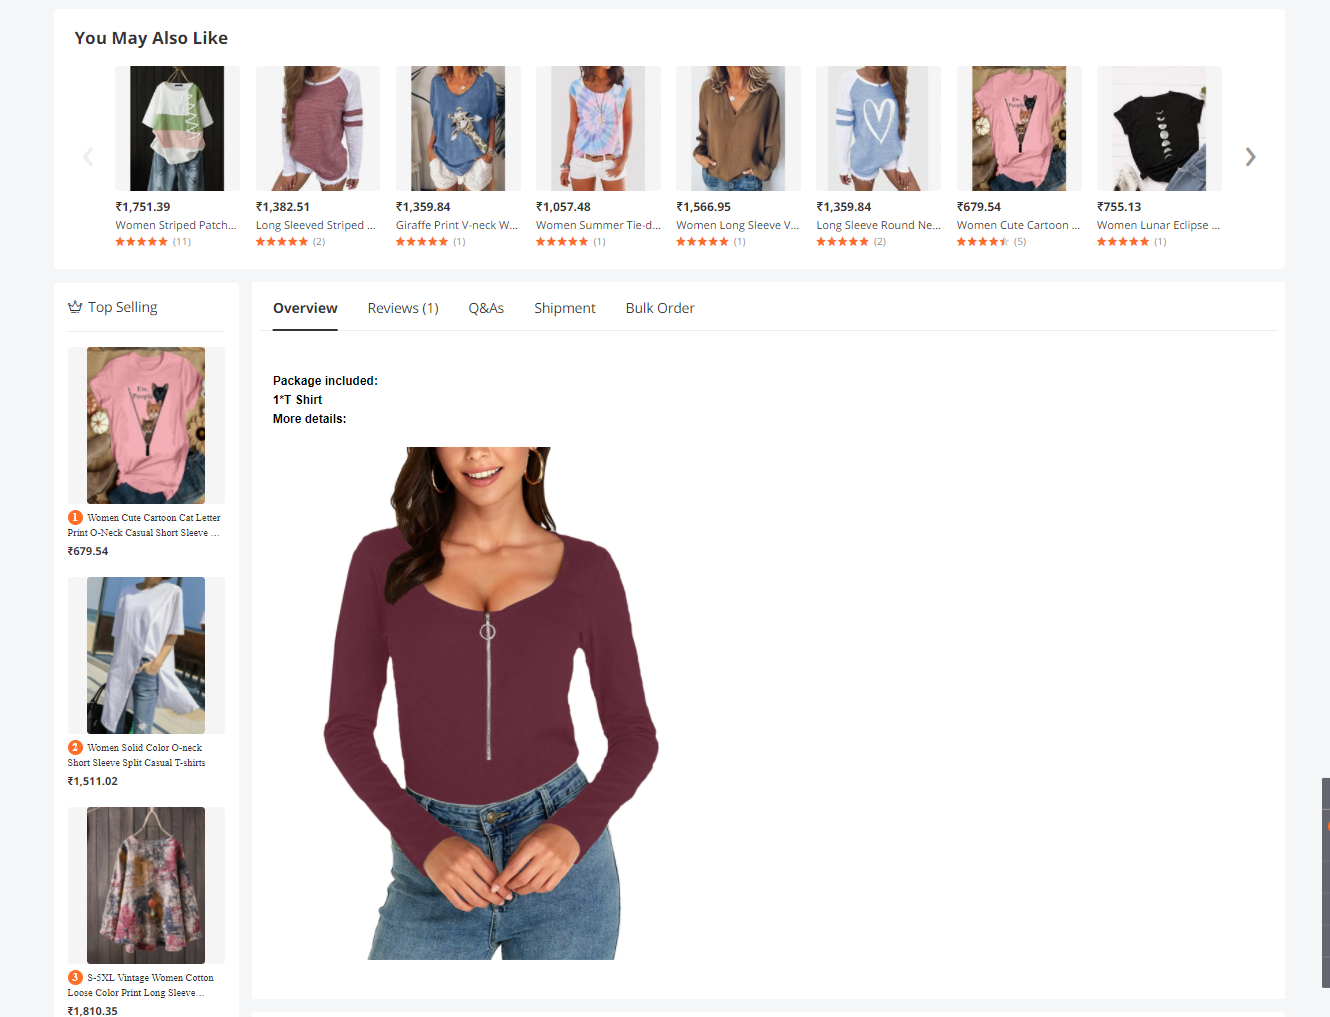 You May Also Like
₹1,751.39
Women Striped Patch...
(11)
₹1,382.51
Long Sleeved Striped ...
(2)
₹1,359.84
Giraffe Print V-neck W...
(1)
₹1,057.48
Women Summer Tie-d...
(1)
₹1,566.95
Women Long Sleeve V...
(1)
₹1,359.84
Long Sleeve Round Ne...
(2)
₹679.54
Women Cute Cartoon ...
(5)
₹755.13
Women Lunar Eclipse ...
(1)
Top Selling
1 Women Cute Cartoon Cat Letter
Print O-Neck Casual Short Sleeve ...
₹679.54
2 Women Solid Color O-neck
Short Sleeve Split Casual T-shirts
₹1,511.02
3 S-5XL Vintage Women Cotton
Loose Color Print Long Sleeve...
₹1,810.35
Overview Reviews (1) Q&As Shipment Bulk Order
Package included:
1*T Shirt
More details: